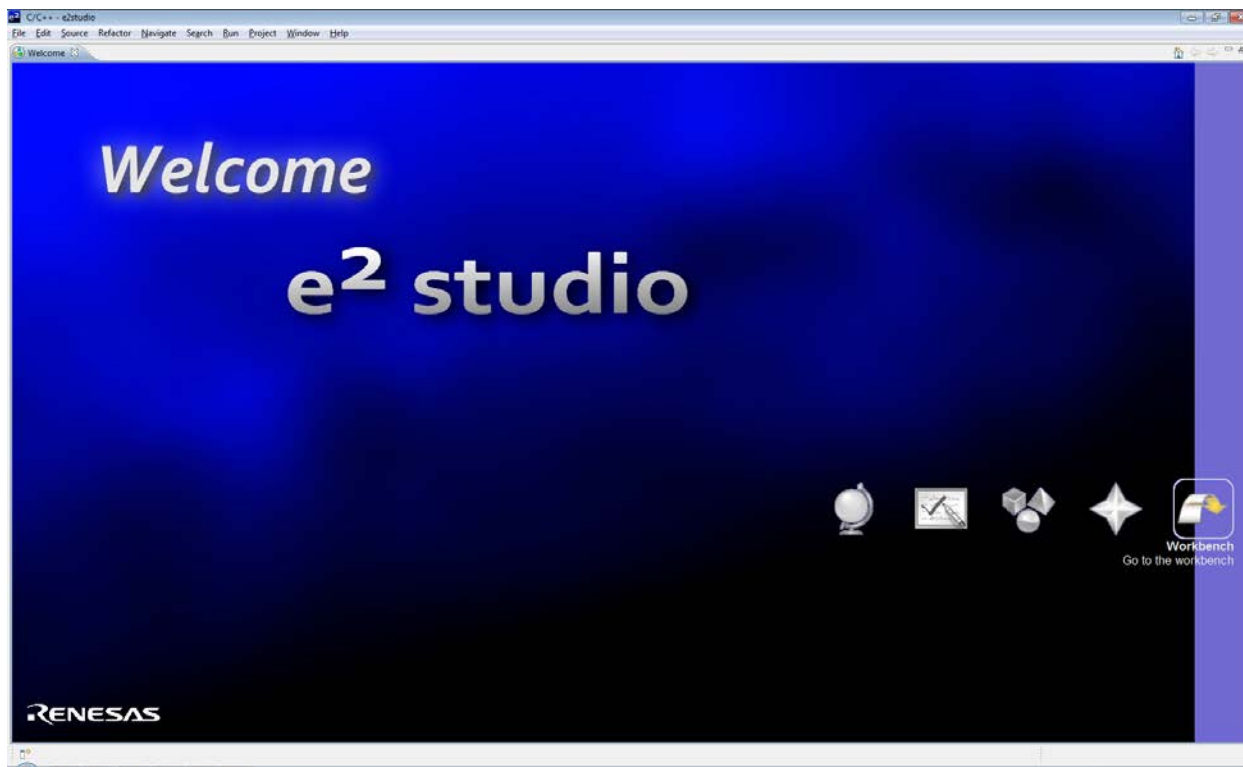 C/C++ - e2studio
File Edit Source Refactor Navigate Search Run Project Window Help
Welcome
Welcome
e² studio
Workbench
Go to the workbench
RENESAS